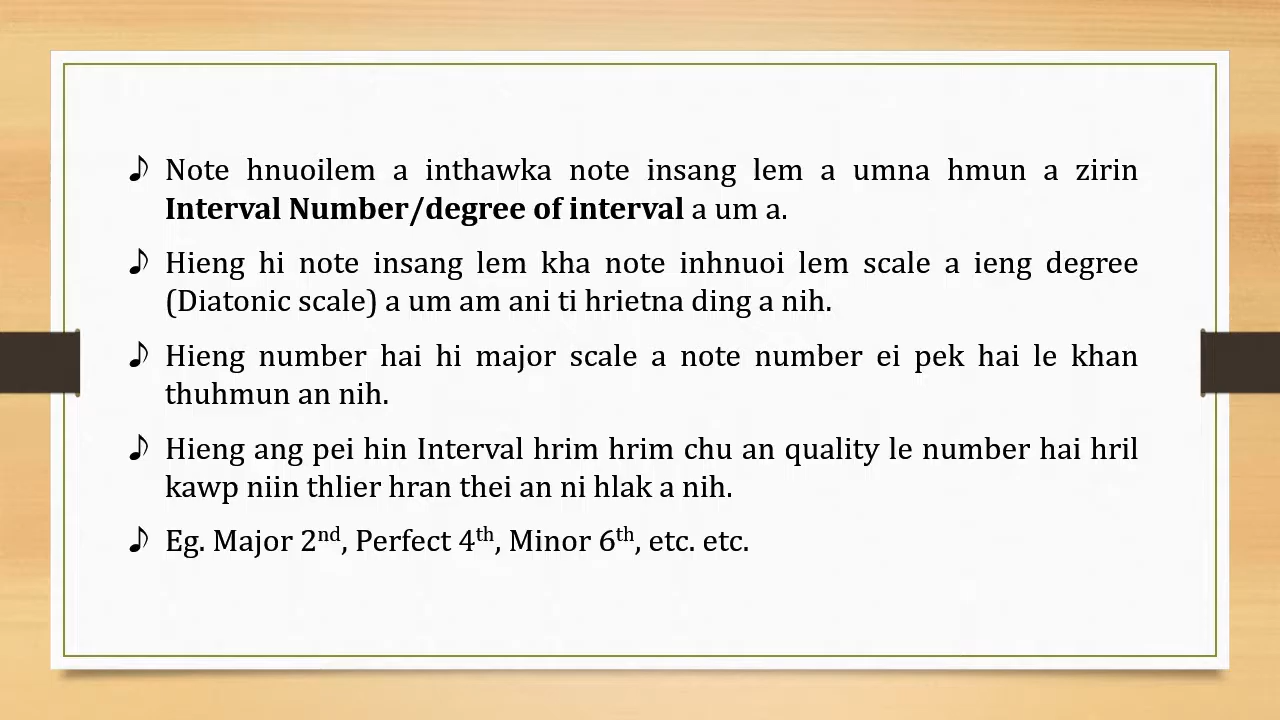 ♪ Note hnuoilem a inthawka note insang lem a umna hmun a zirin
Interval Number/degree of interval a um a.
♪ Hieng hi note insang lem kha note inhnuoi lem scale a ieng degree
(Diatonic scale) a um am ani ti hrietna ding a nih.
♪ Hieng number hai hi major scale a note number ei pek hai le khan
thuhmun an nih.
♪ Hieng ang pei hin Interval hrim hrim chu an quality le number hai hril
kawp niin thlier hran thei an ni hlak a nih.
♪ Eg. Major 2nd, Perfect 4th, Minor 6th, etc. etc.